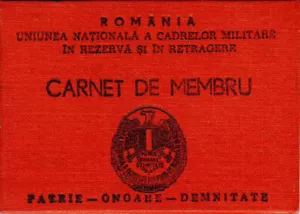 ROMÂNIA
UNIUNEA NAȚIONALĂ A CADRELOR MILITARE
ÎN REZERVĂ ȘI ÎN RETRAGERE
CARNET DE MEMBRU
PATRIE — ONOARE — DEMNITATE